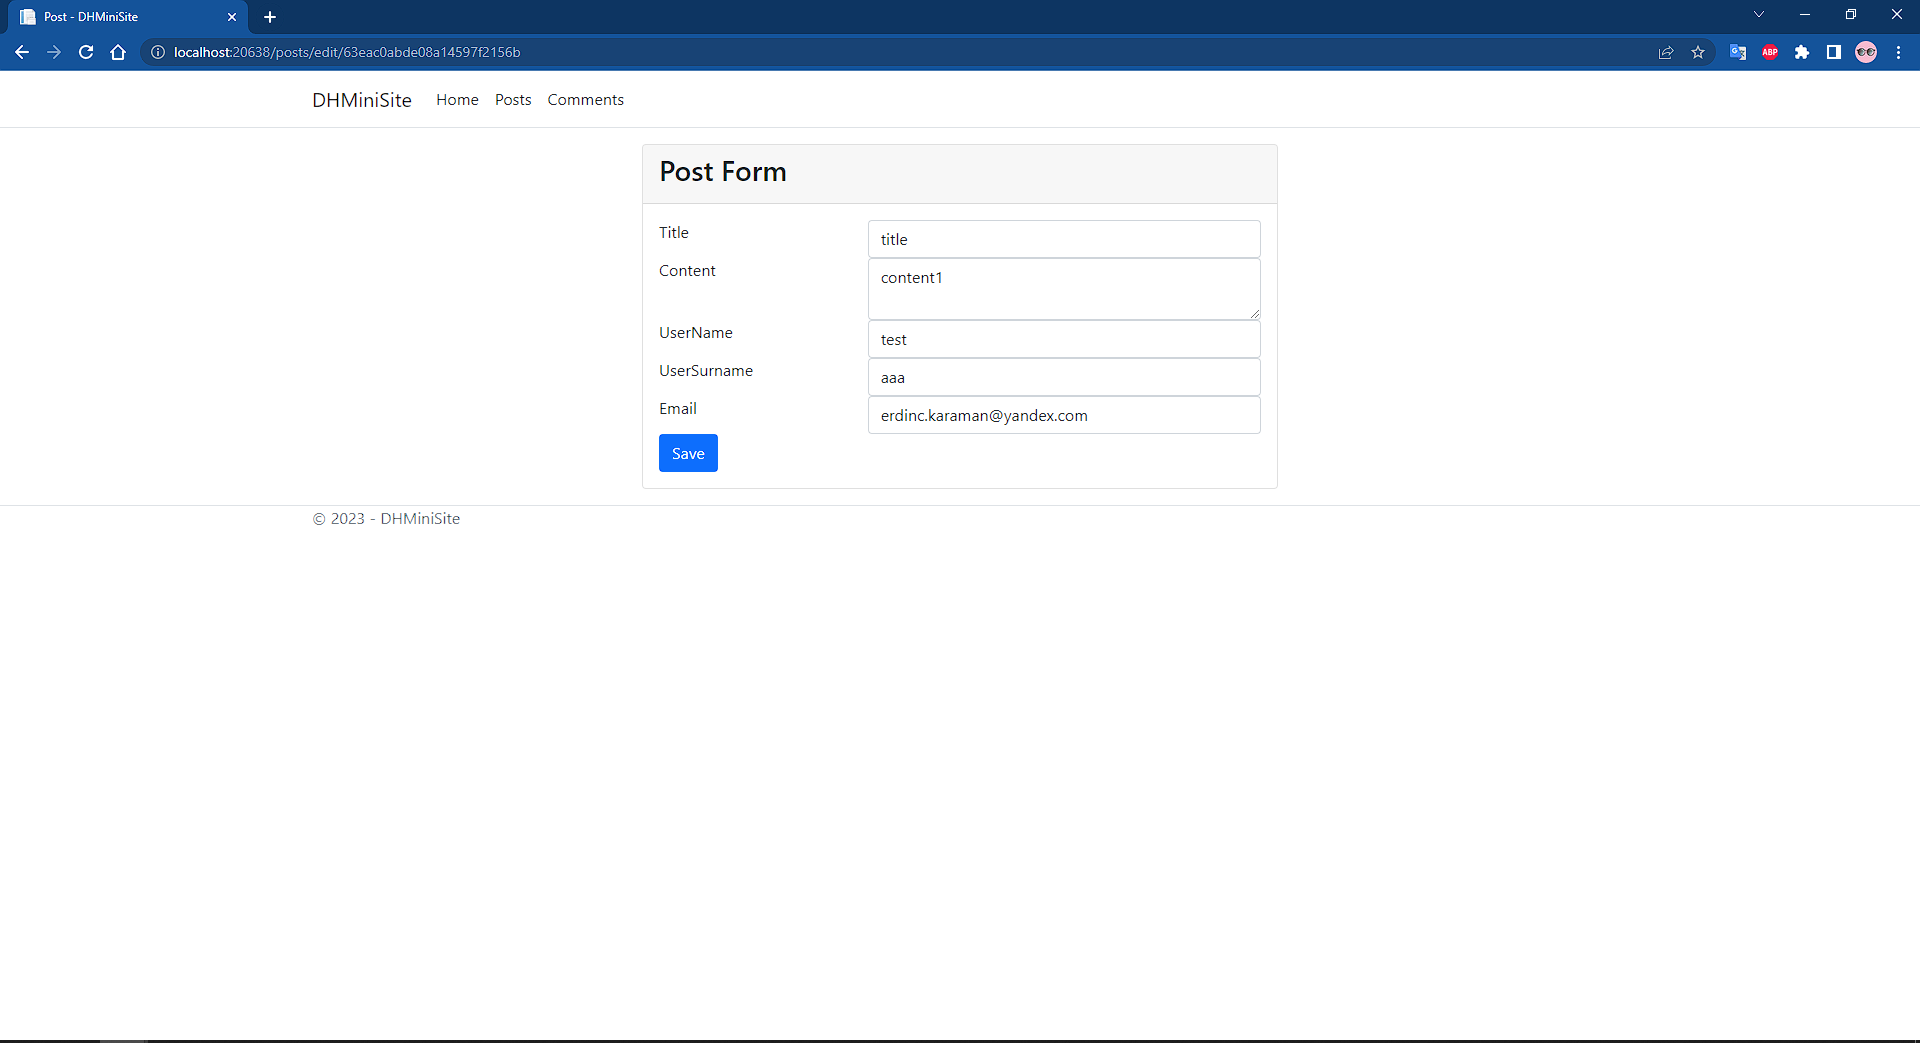 Post - DHMiniSite
localhost:20638/posts/edit/63eac0abde08a14597f2156b
ABP
DHMiniSite Home Posts Comments
Post Form
Title title
Content content1
UserName test
UserSurname aaa
Email erdinc.karaman@yandex.com
Save
© 2023 - DHMiniSite